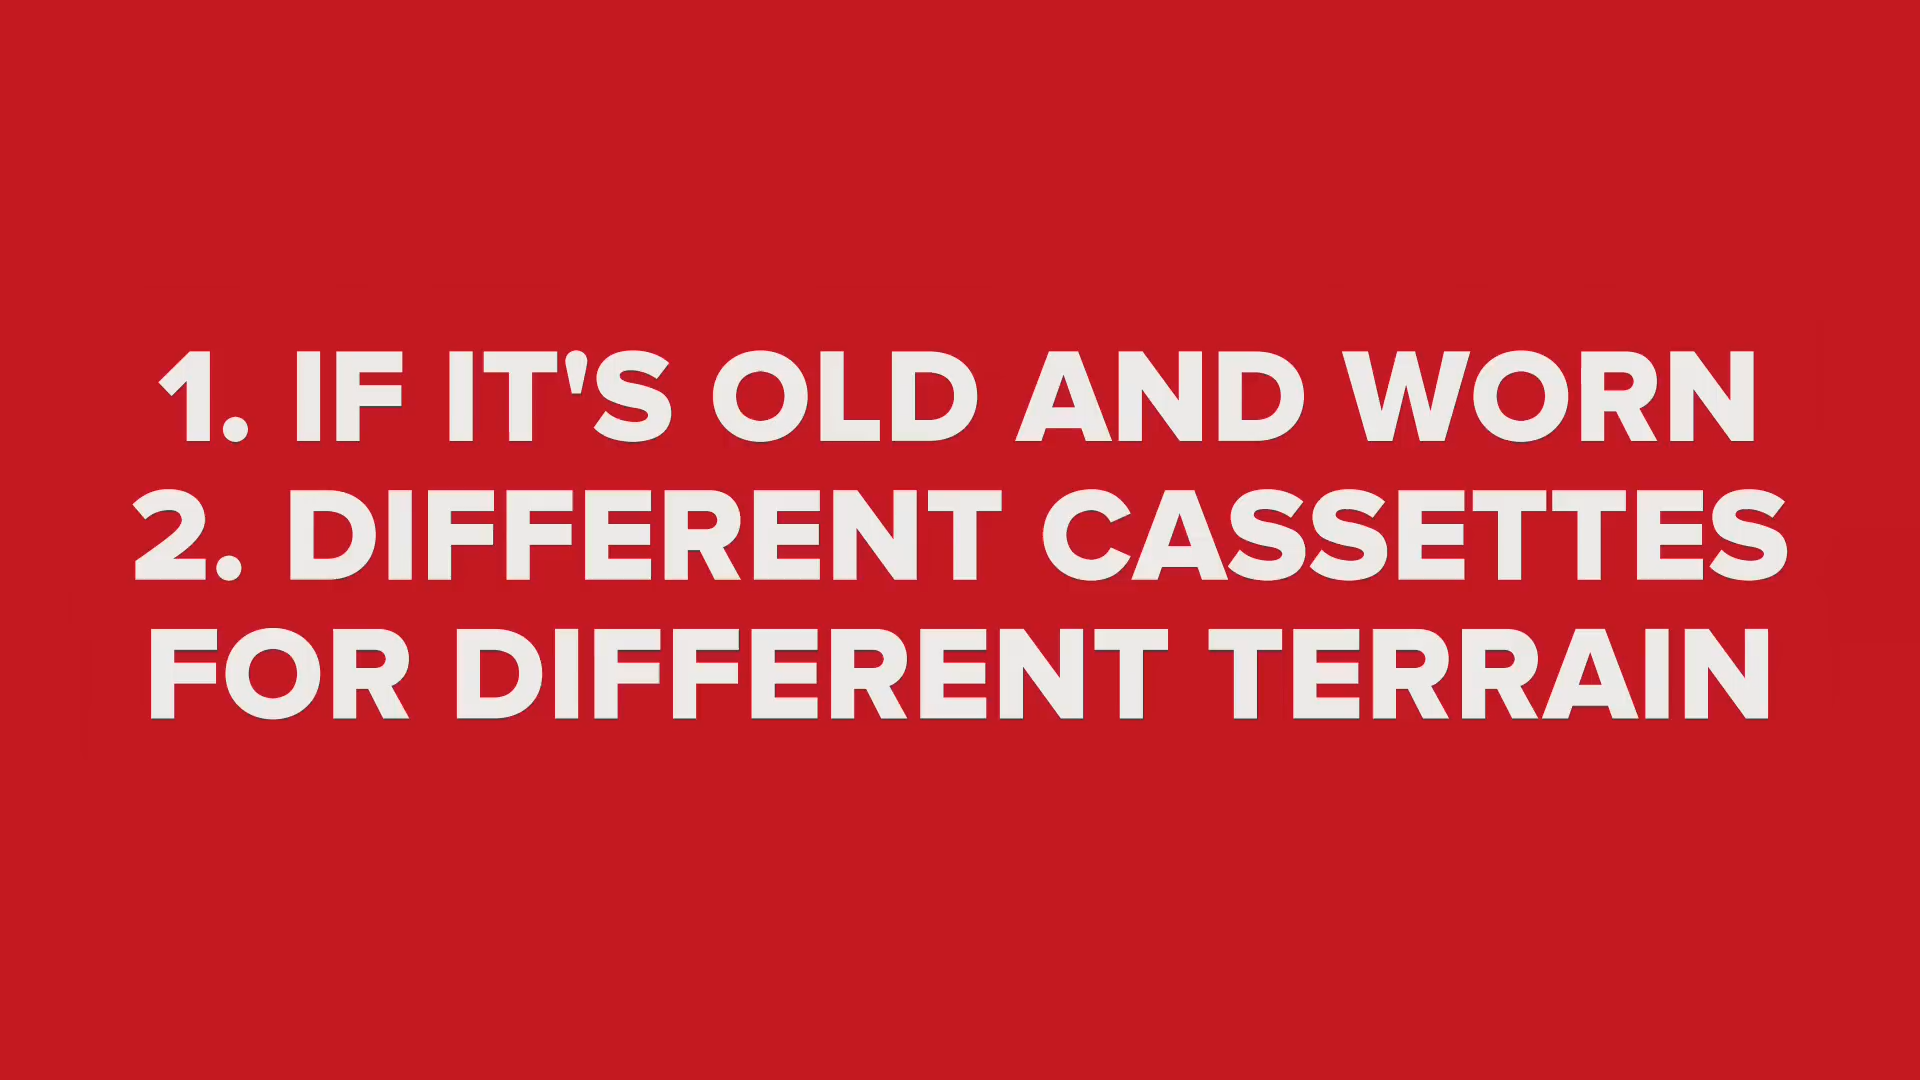 1. IF IT'S OLD AND WORN
2. DIFFERENT CASSETTES
FOR DIFFERENT TERRAIN